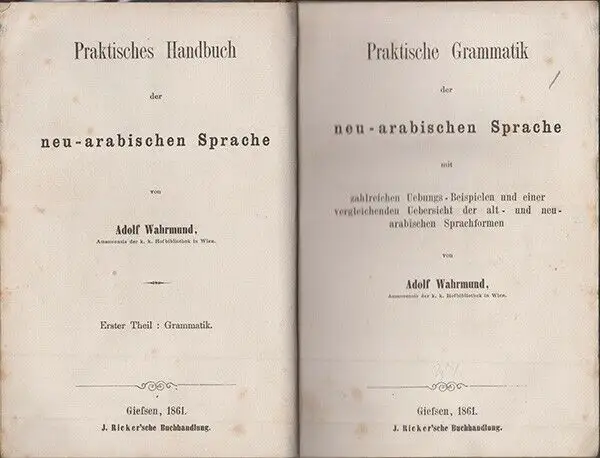 Praktisches Handbuch
der
neu-arabischen Sprache
von
Adolf Wahrmund,
Amanuensis der k. k. Hofbibliothek in Wien.
Erster Theil : Grammatik.
Giefsen, 1861.
J. Ricker'sche Buchhandlung.
Praktische Grammatik
der
neu-arabischen Sprache
mit
zahlreichen Uebungs-Beispielen und einer
vergleichenden Uebersicht der alt- und neu-
arabischen Sprachformen
von
Adolf Wahrmund,
Amanuensis der k. k. Hofbibliothek in Wien.
Giefsen, 1861.
J. Ricker'sche Buchhandlung.